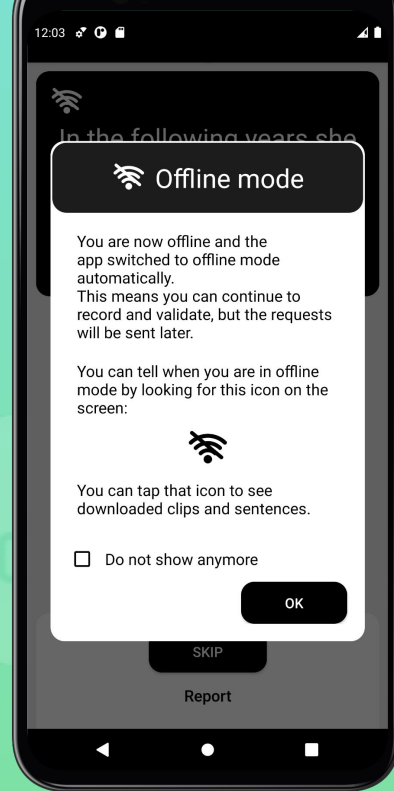 12:03
In the following years she
Offline mode
You are now offline and the
app switched to offline mode
automatically.
This means you can continue to
record and validate, but the requests
will be sent later.
You can tell when you are in offline
mode by looking for this icon on the
screen:
You can tap that icon to see
downloaded clips and sentences.
Do not show anymore
OK
SKIP
Report